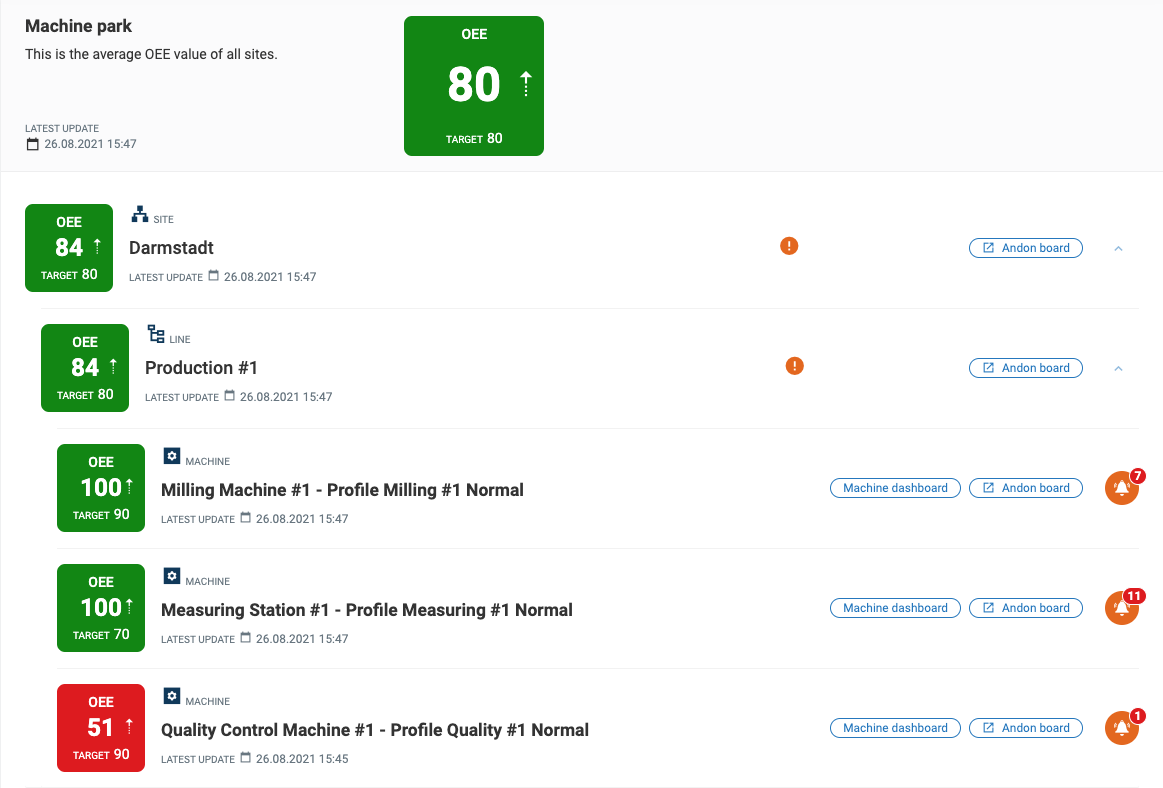 Machine park
This is the average OEE value of all sites.
LATEST UPDATE
26.08.2021 15:47
OEE
80
TARGET 80
OEE
84
TARGET 80
SITE
Darmstadt
LATEST UPDATE 26.08.2021 15:47
!
Andon board
OEE
84
TARGET 80
LINE
Production #1
LATEST UPDATE 26.08.2021 15:47
!
Andon board
OEE
100
TARGET 90
MACHINE
Milling Machine #1 - Profile Milling #1 Normal
LATEST UPDATE 26.08.2021 15:47
Machine dashboard
Andon board
7
OEE
100
TARGET 70
MACHINE
Measuring Station #1 - Profile Measuring #1 Normal
LATEST UPDATE 26.08.2021 15:47
Machine dashboard
Andon board
11
OEE
51
TARGET 90
MACHINE
Quality Control Machine #1 - Profile Quality #1 Normal
LATEST UPDATE 26.08.2021 15:45
Machine dashboard
Andon board
1